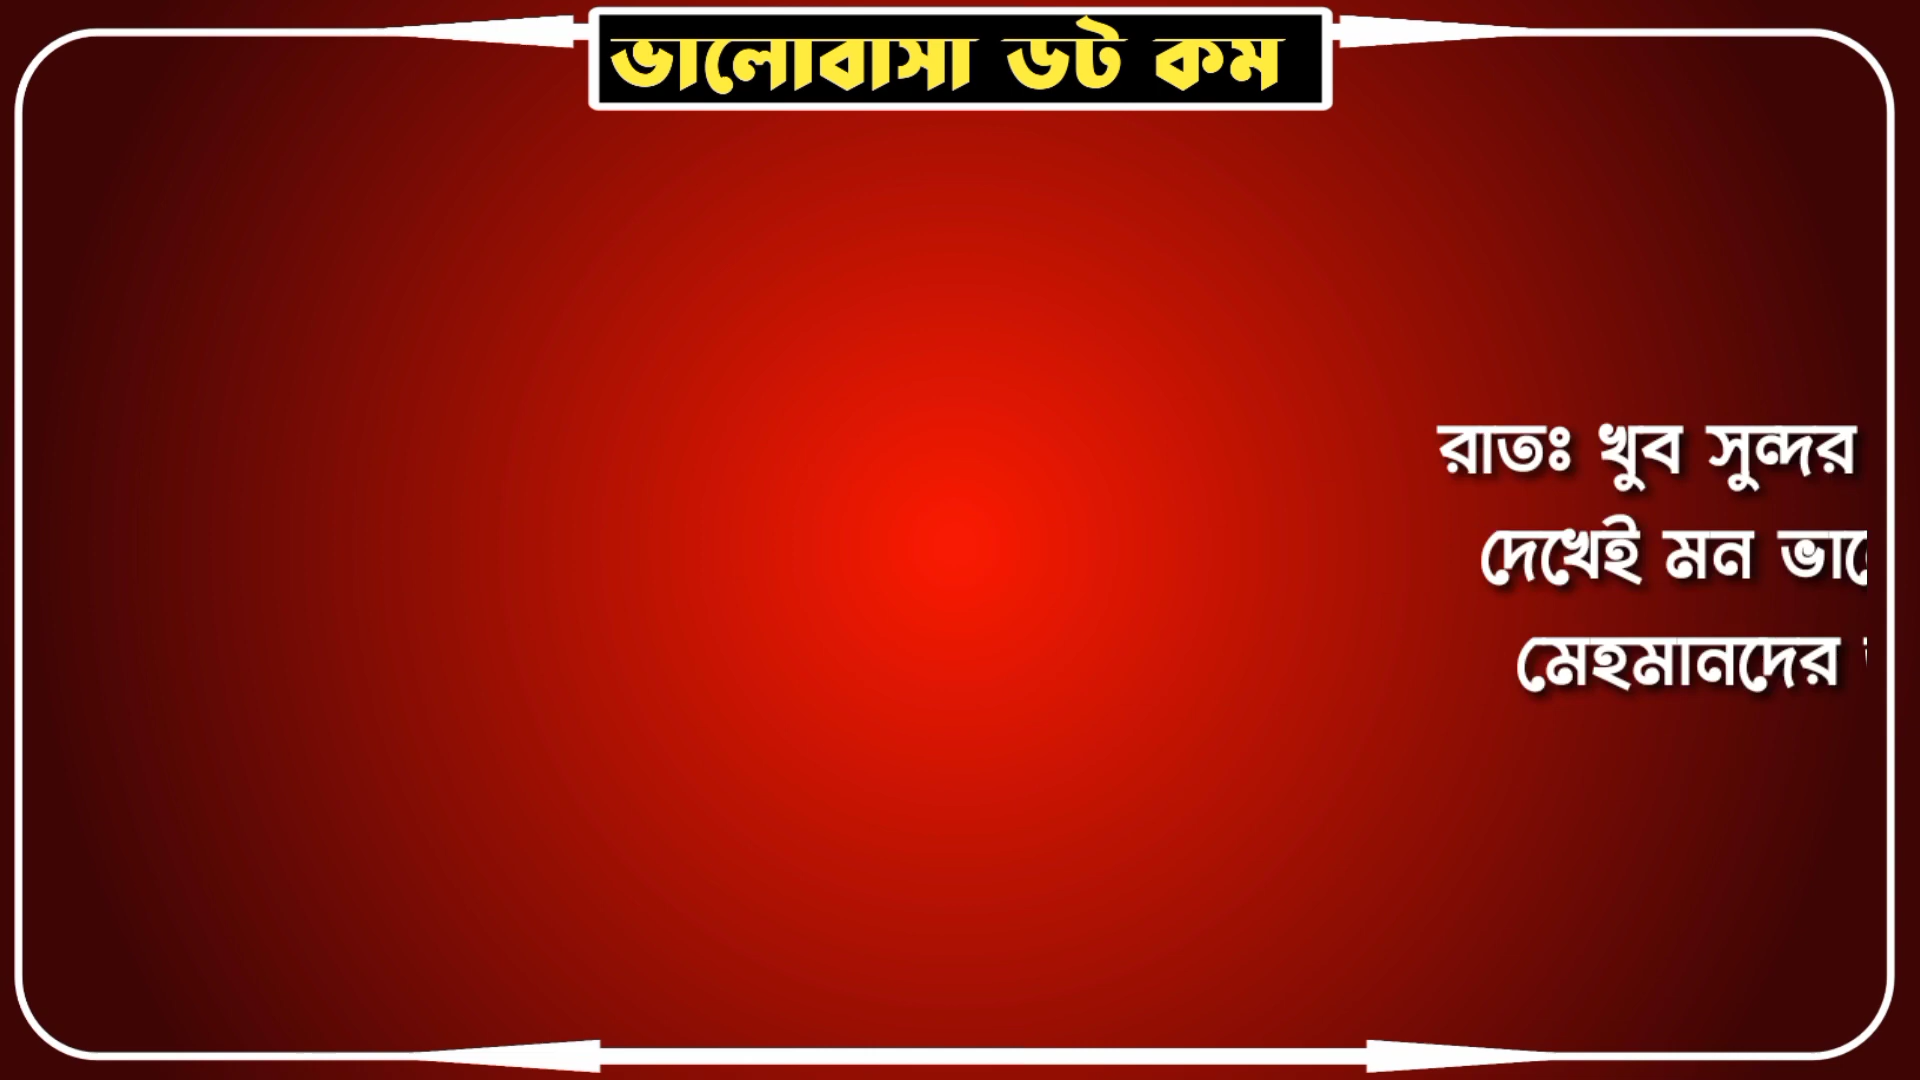 ভালোবাসা ডট কম
রাতঃ খুব সুন্দর
দেখেই মন
মেহমানদের